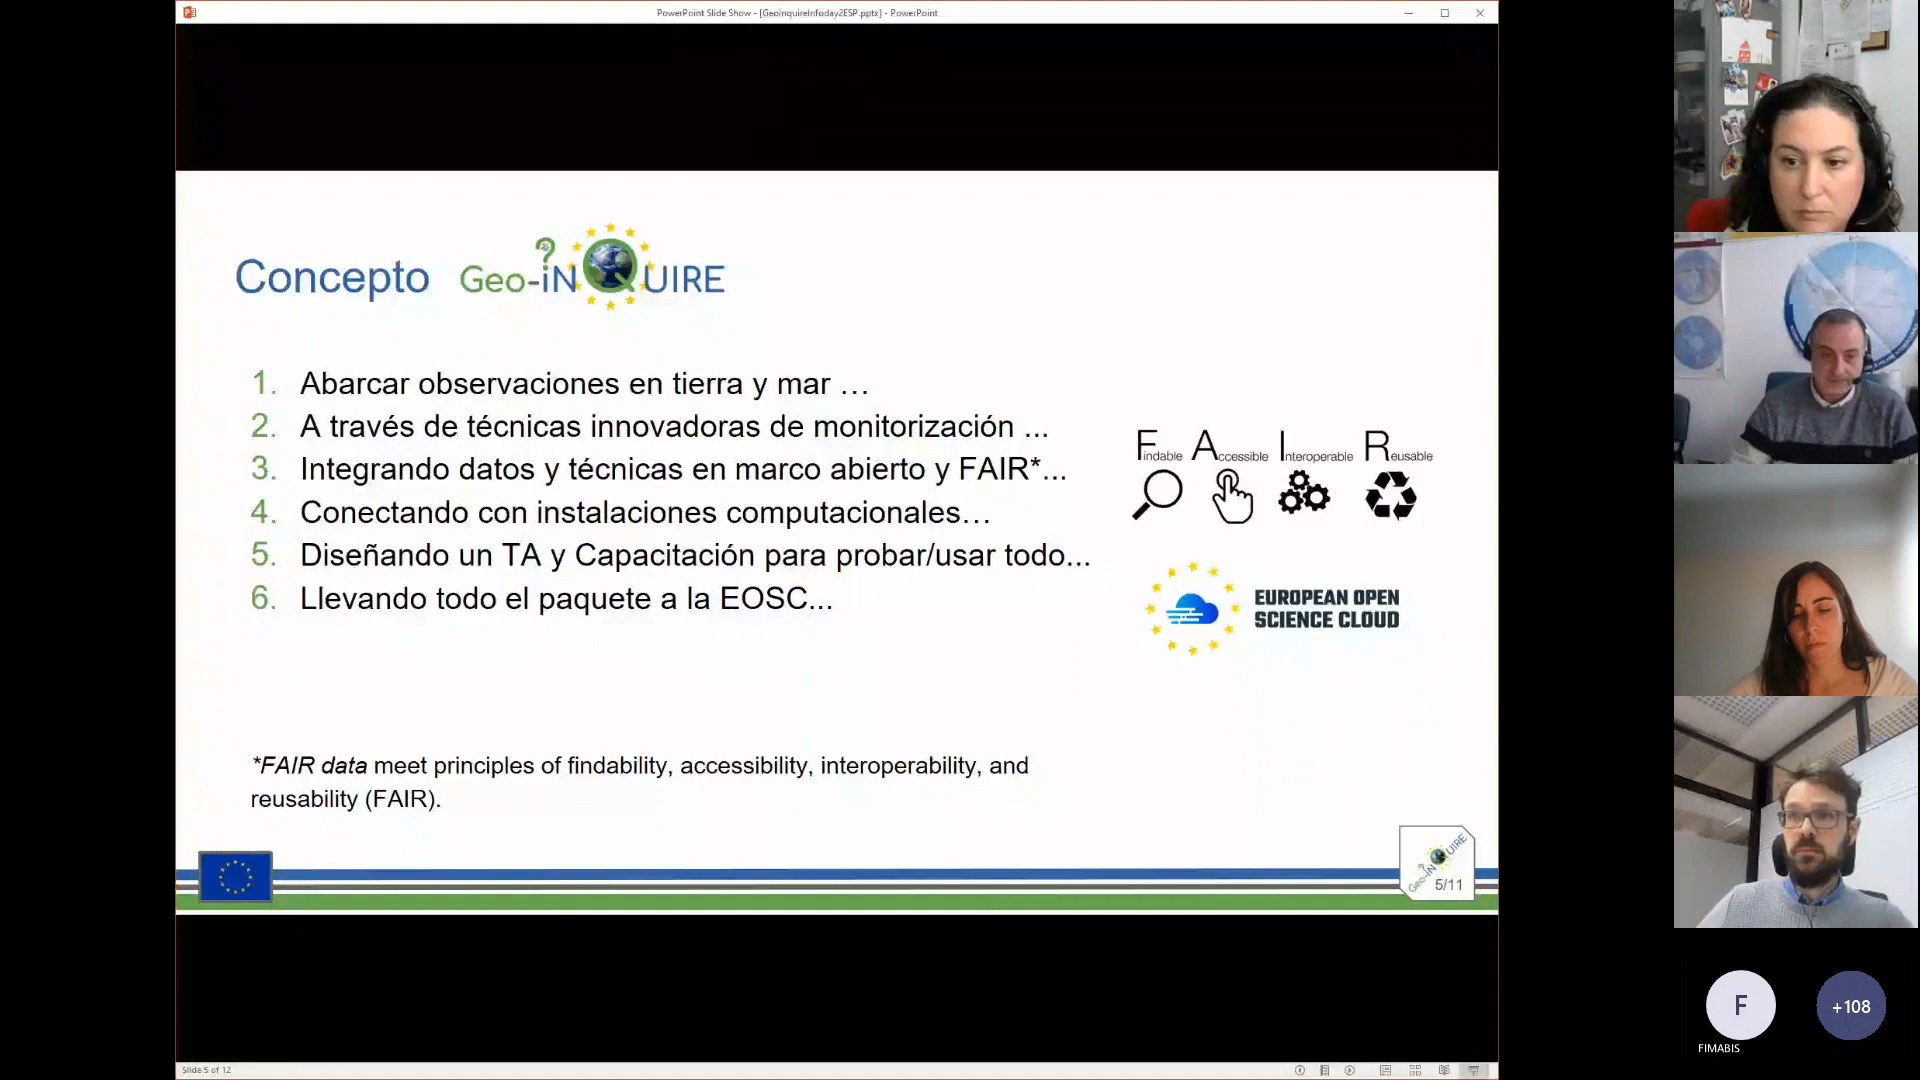 PowerPoint Slide Show - [GeoinquireInfoday2ESP.pptx] - PowerPoint
Concepto Geo-iNQUIRE
1. Abarcar observaciones en tierra y mar …
2. A través de técnicas innovadoras de monitorización ...
3. Integrando datos y técnicas en marco abierto y FAIR*...
4. Conectando con instalaciones computacionales…
5. Diseñando un TA y Capacitación para probar/usar todo...
6. Llevando todo el paquete a la EOSC...
Findable Accessible Interoperable Reusable
EUROPEAN OPEN
SCIENCE CLOUD
*FAIR data meet principles of findability, accessibility, interoperability, and
reusability (FAIR).
Geo-iNQUIRE
5/11
Slide 5 of 12
F
+108
FIMABIS